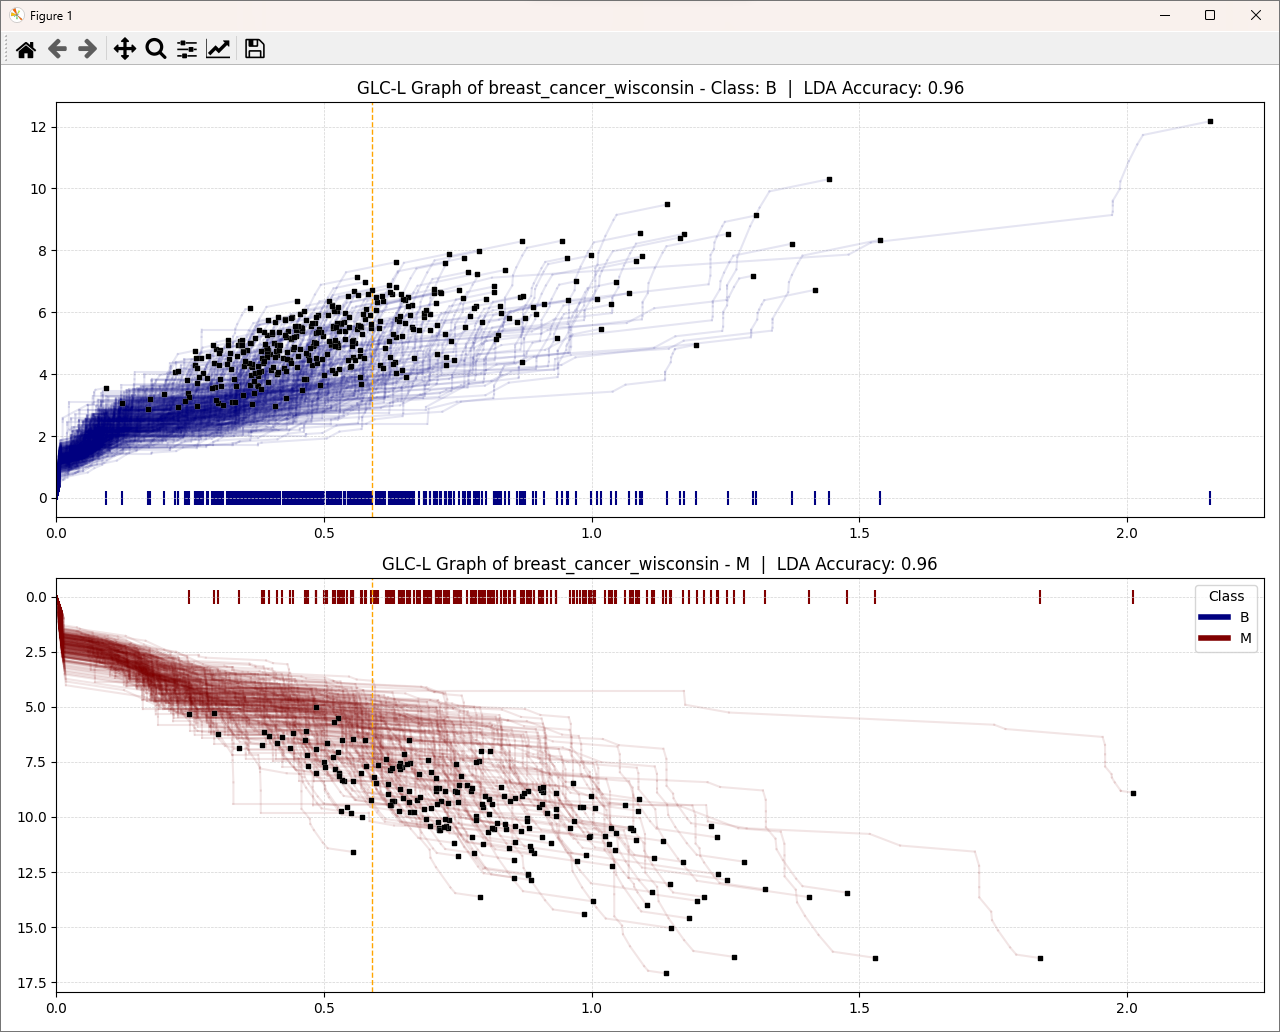 Figure 1
GLC-L Graph of breast_cancer_wisconsin - Class: B | LDA Accuracy: 0.96
12
10
8
6
4
2
0
0.0 0.5 1.0 1.5 2.0
GLC-L Graph of breast_cancer_wisconsin - M | LDA Accuracy: 0.96
Class
B
M
0.0
2.5
5.0
7.5
10.0
12.5
15.0
17.5
0.0 0.5 1.0 1.5 2.0